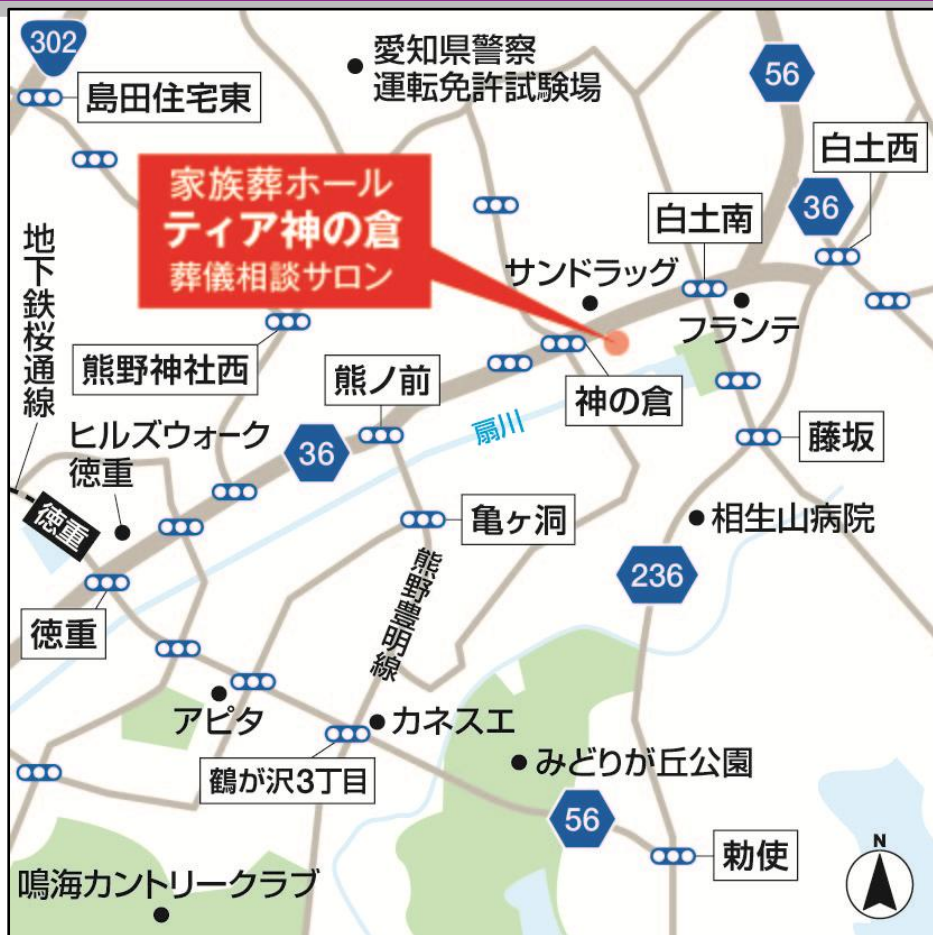 302
愛知県警察
運転免許試験場
56
島田住宅東
白土西
家族葬ホール
ティア神の倉
葬儀相談サロン
36
白土南
地下鉄桜通線
サンドラッグ
フランテ
熊野神社西
熊ノ前
神の倉
扇川
藤坂
ヒルズウォーク
徳重
36
徳重
亀ヶ洞
相生山病院
熊野豊明線
236
徳重
アピタ
カネスエ
鶴が沢3丁目
みどりが丘公園
56
勅使
鳴海カントリークラブ
N